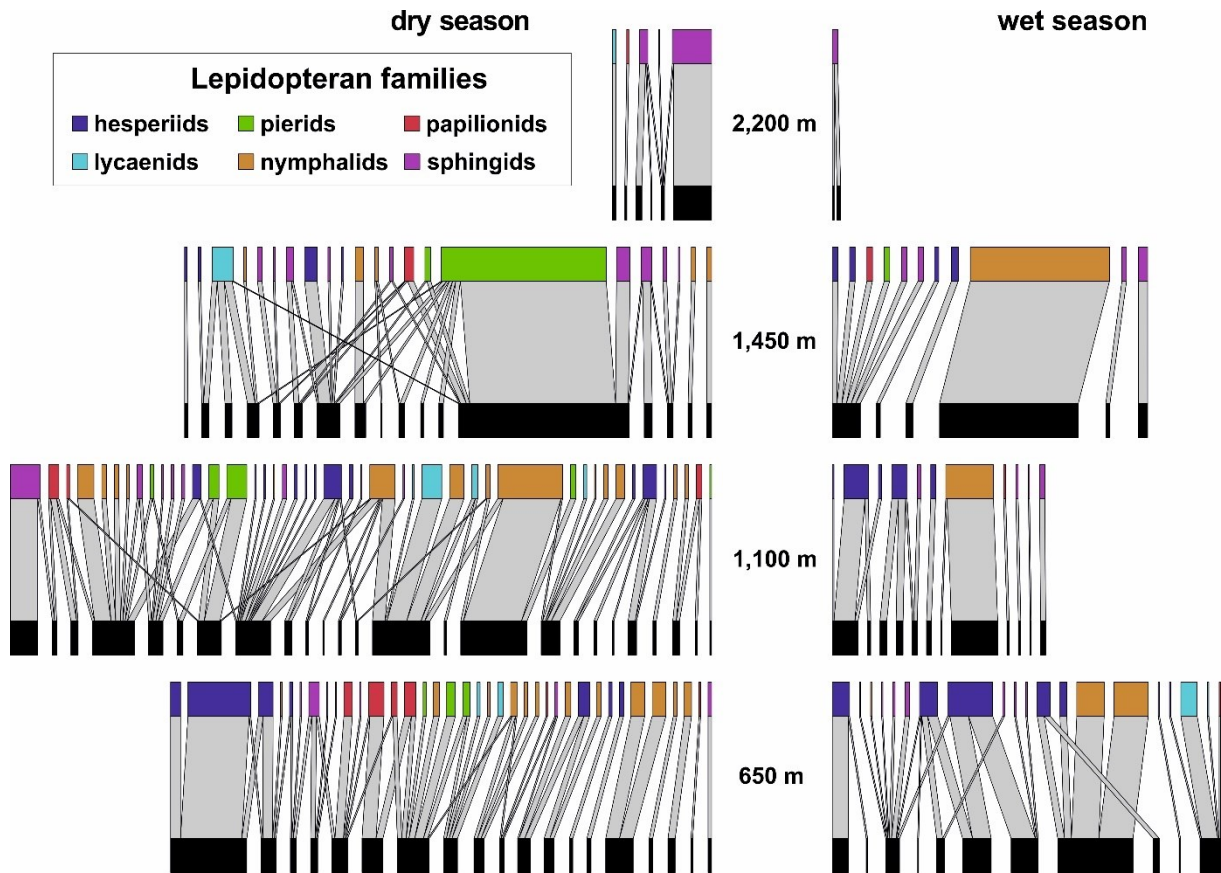 dry season
wet season
Lepidopteran families
hesperiids pierids papilionids
lycaenids nymphalids sphingids
2,200 m
1,450 m
1,100 m
650 m